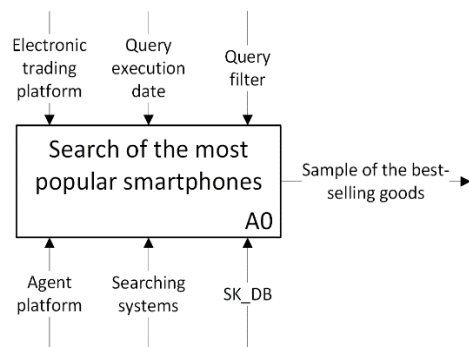 Electronic
trading
platform
Query
execution
date
Query
filter
Search of the most
popular smartphones
A0
Sample of the best-
selling goods
Agent
platform
Searching
systems
SK_DB